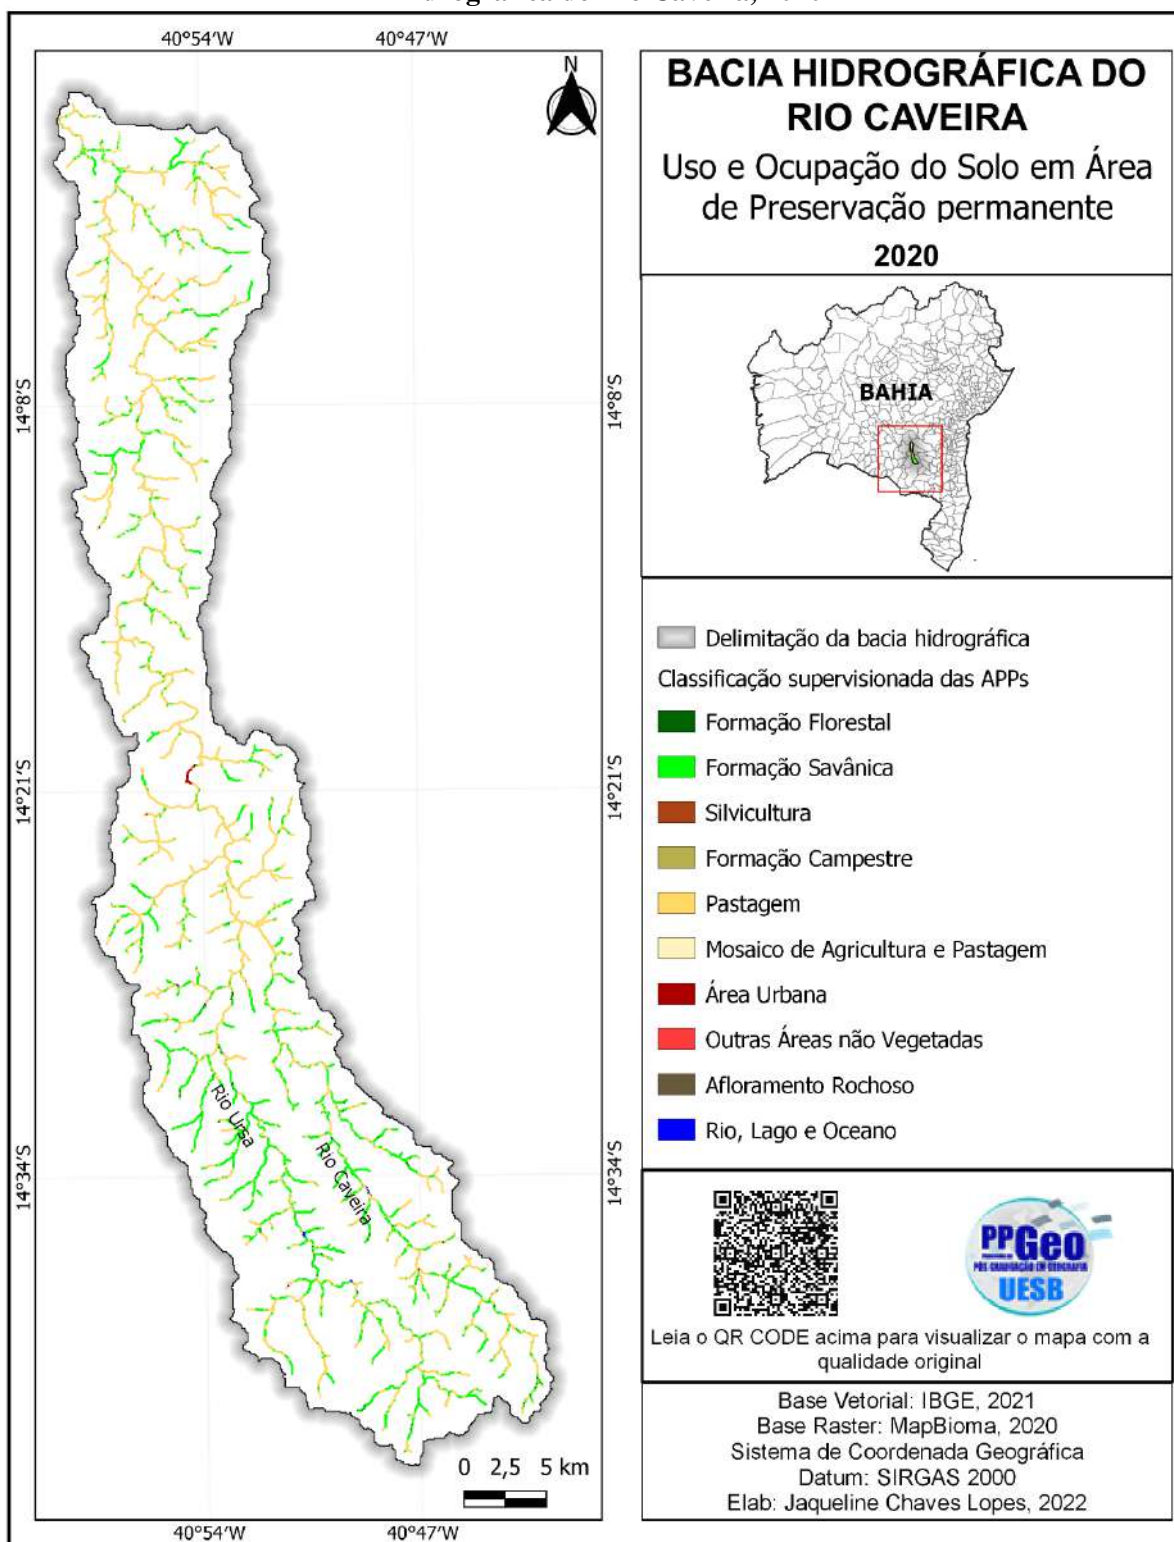 40°54′W 40°47′W
N
14°8′S 14°8′S
14°21′S 14°21′S
14°34′S 14°34′S
Rio Ursa
Rio Caveira
0 2,5 5 km
40°54′W 40°47′W
BACIA HIDROGRÁFICA DO
RIO CAVEIRA
Uso e Ocupação do Solo em Área
de Preservação permanente
2020
BAHIA
Delimitação da bacia hidrográfica
Classificação supervisionada das APPs
Formação Florestal
Formação Savânica
Silvicultura
Formação Campestre
Pastagem
Mosaico de Agricultura e Pastagem
Área Urbana
Outras Áreas não Vegetadas
Afloramento Rochoso
Rio, Lago e Oceano
PPGeo
PÓS GRADUAÇÃO EM GEOGRAFIA
UESB
Leia o QR CODE acima para visualizar o mapa com a
qualidade original
Base Vetorial: IBGE, 2021
Base Raster: MapBioma, 2020
Sistema de Coordenada Geográfica
Datum: SIRGAS 2000
Elab: Jaqueline Chaves Lopes, 2022